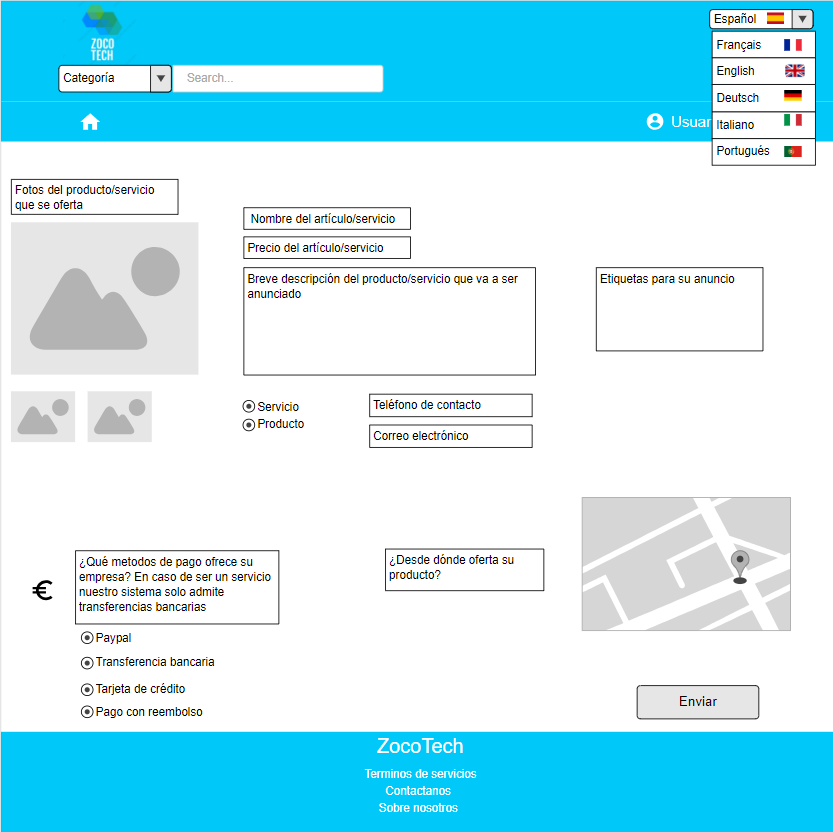 ZOCO
TECH
Español
Français
English
Deutsch
Italiano
Portugués
Categoría
Search...
Usuar
Fotos del producto/servicio
que se oferta
Nombre del artículo/servicio
Precio del artículo/servicio
Breve descripción del producto/servicio que va a ser
anunciado
Etiquetas para su anuncio
Servicio
Producto
Teléfono de contacto
Correo electrónico
¿Qué metodos de pago ofrece su
empresa? En caso de ser un servicio
nuestro sistema solo admite
transferencias bancarias
€
Paypal
Transferencia bancaria
Tarjeta de crédito
Pago con reembolso
¿Desde dónde oferta su
producto?
Enviar
ZocoTech
Terminos de servicios
Contactanos
Sobre nosotros